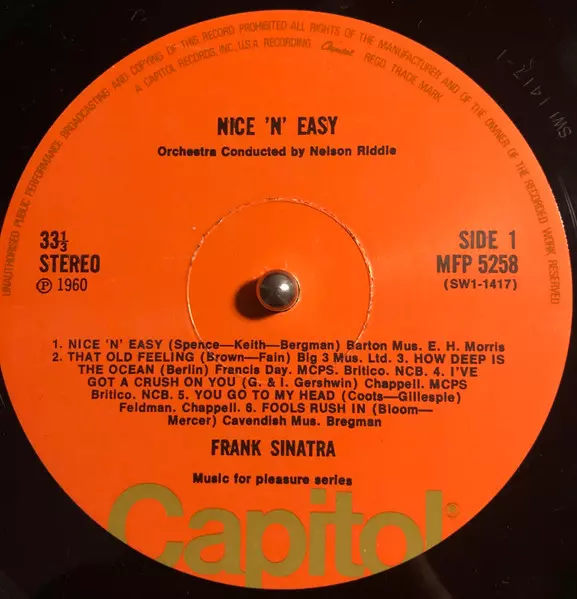 UNAUTHORISED PUBLIC PERFORMANCE BROADCASTING AND COPYING OF THIS RECORD PROHIBITED ALL RIGHTS OF THE MANUFACTURER AND OF THE OWNER OF THE RECORDED WORK RESERVED
A CAPITOL RECORDS, INC., U.S.A. RECORDING Capitol REGD. TRADE MARK
SW1 1417-1
NICE 'N' EASY
Orchestra Conducted by Nelson Riddle
33⅓
STEREO
Ⓟ 1960
SIDE 1
MFP 5258
(SW1-1417)
1. NICE 'N' EASY (Spence—Keith—Bergman) Barton Mus. E. H. Morris
2. THAT OLD FEELING (Brown—Fain) Big 3 Mus. Ltd. 3. HOW DEEP IS
THE OCEAN (Berlin) Francis Day. MCPS. Britico. NCB. 4. I'VE
GOT A CRUSH ON YOU (G. & I. Gershwin) Chappell. MCPS
Britico. NCB. 5. YOU GO TO MY HEAD (Coots—Gillespie)
Feldman. Chappell. 6. FOOLS RUSH IN (Bloom—
Mercer) Cavendish Mus. Bregman
FRANK SINATRA
Music for pleasure series
Capitol®